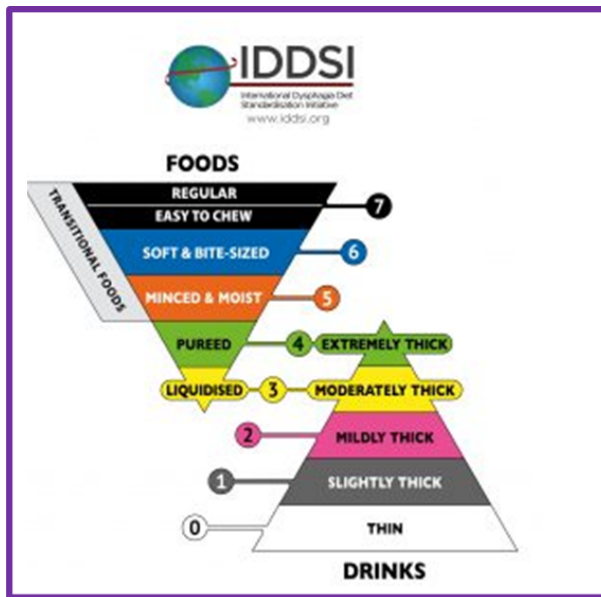 IDDSI
International Dysphagia Diet
Standardisation Initiative
www.iddsi.org
FOODS
TRANSITIONAL FOODS
REGULAR
EASY TO CHEW
7
SOFT & BITE-SIZED
6
MINCED & MOIST
5
PUREED
4
EXTREMELY THICK
LIQUIDISED
3
MODERATELY THICK
2
MILDLY THICK
1
SLIGHTLY THICK
0
THIN
DRINKS